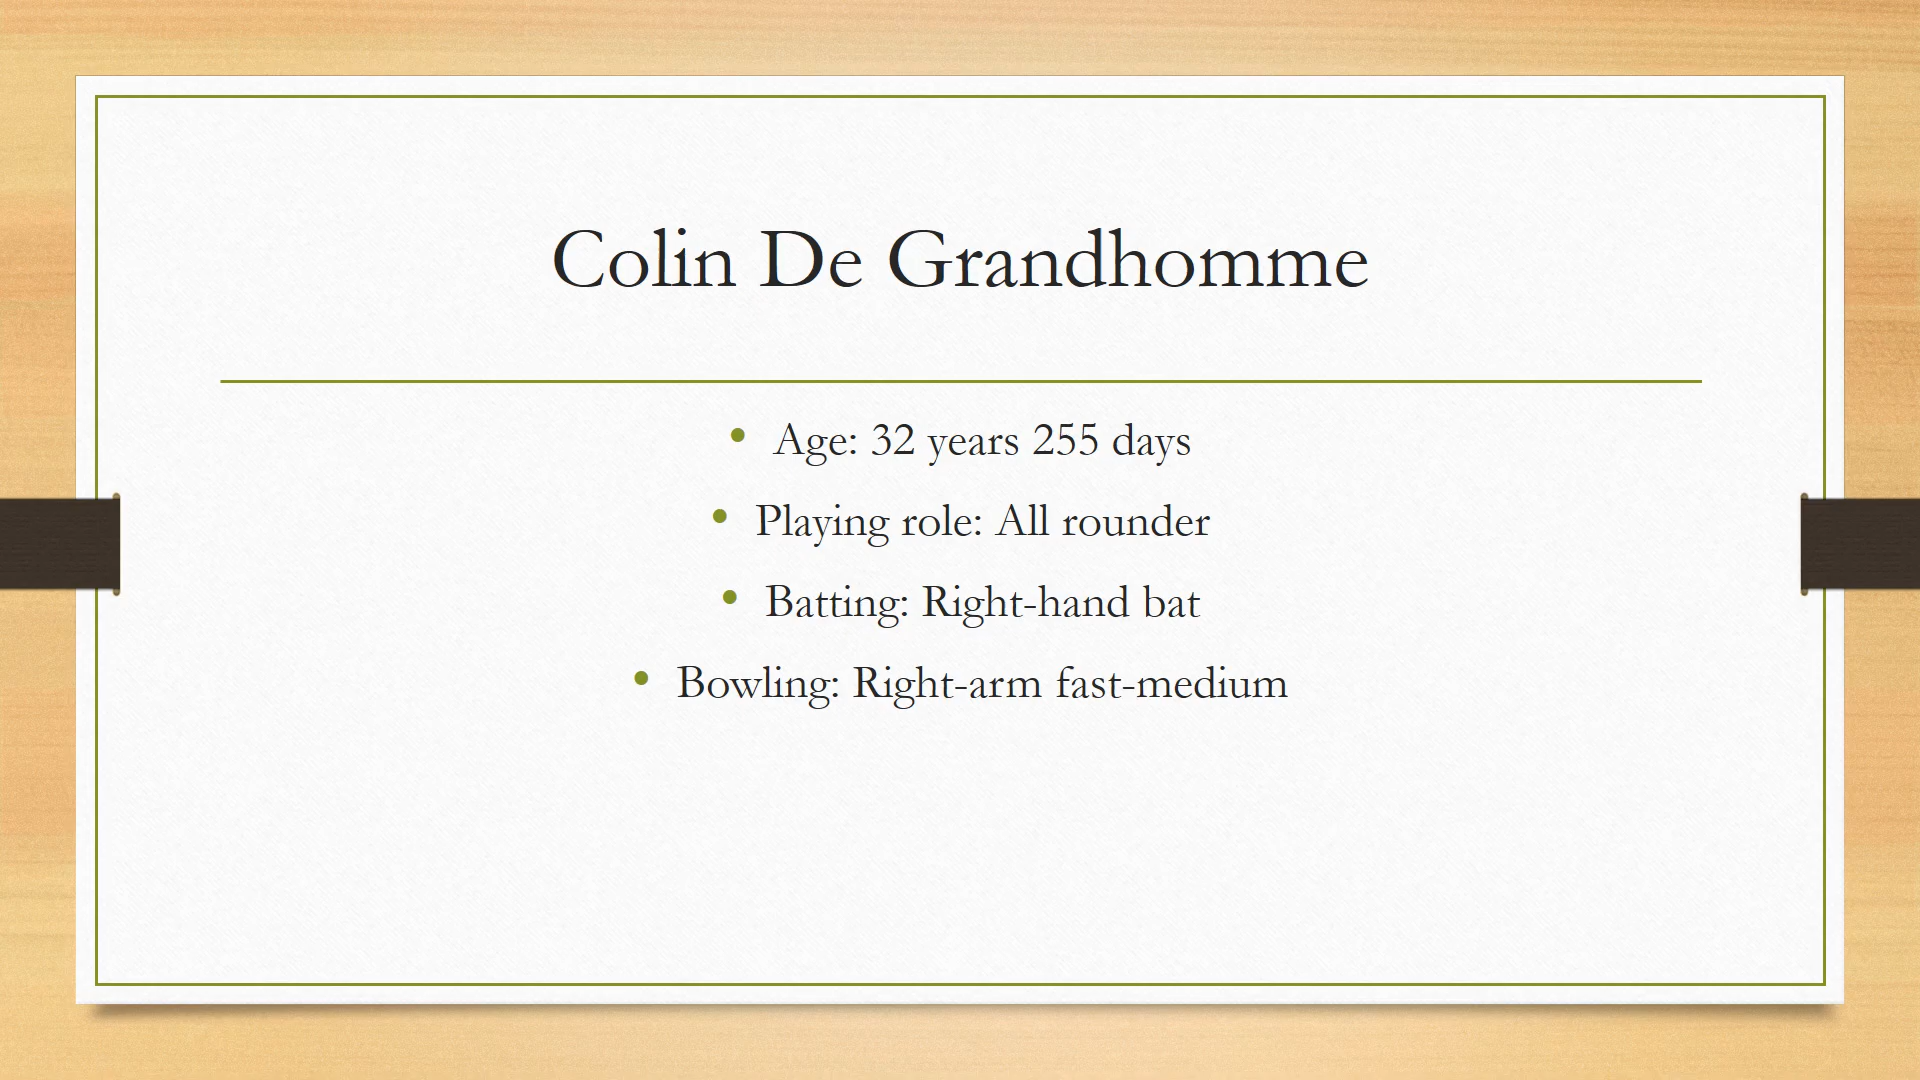 Colin De Grandhomme
• Age: 32 years 255 days
• Playing role: All rounder
• Batting: Right-hand bat
• Bowling: Right-arm fast-medium